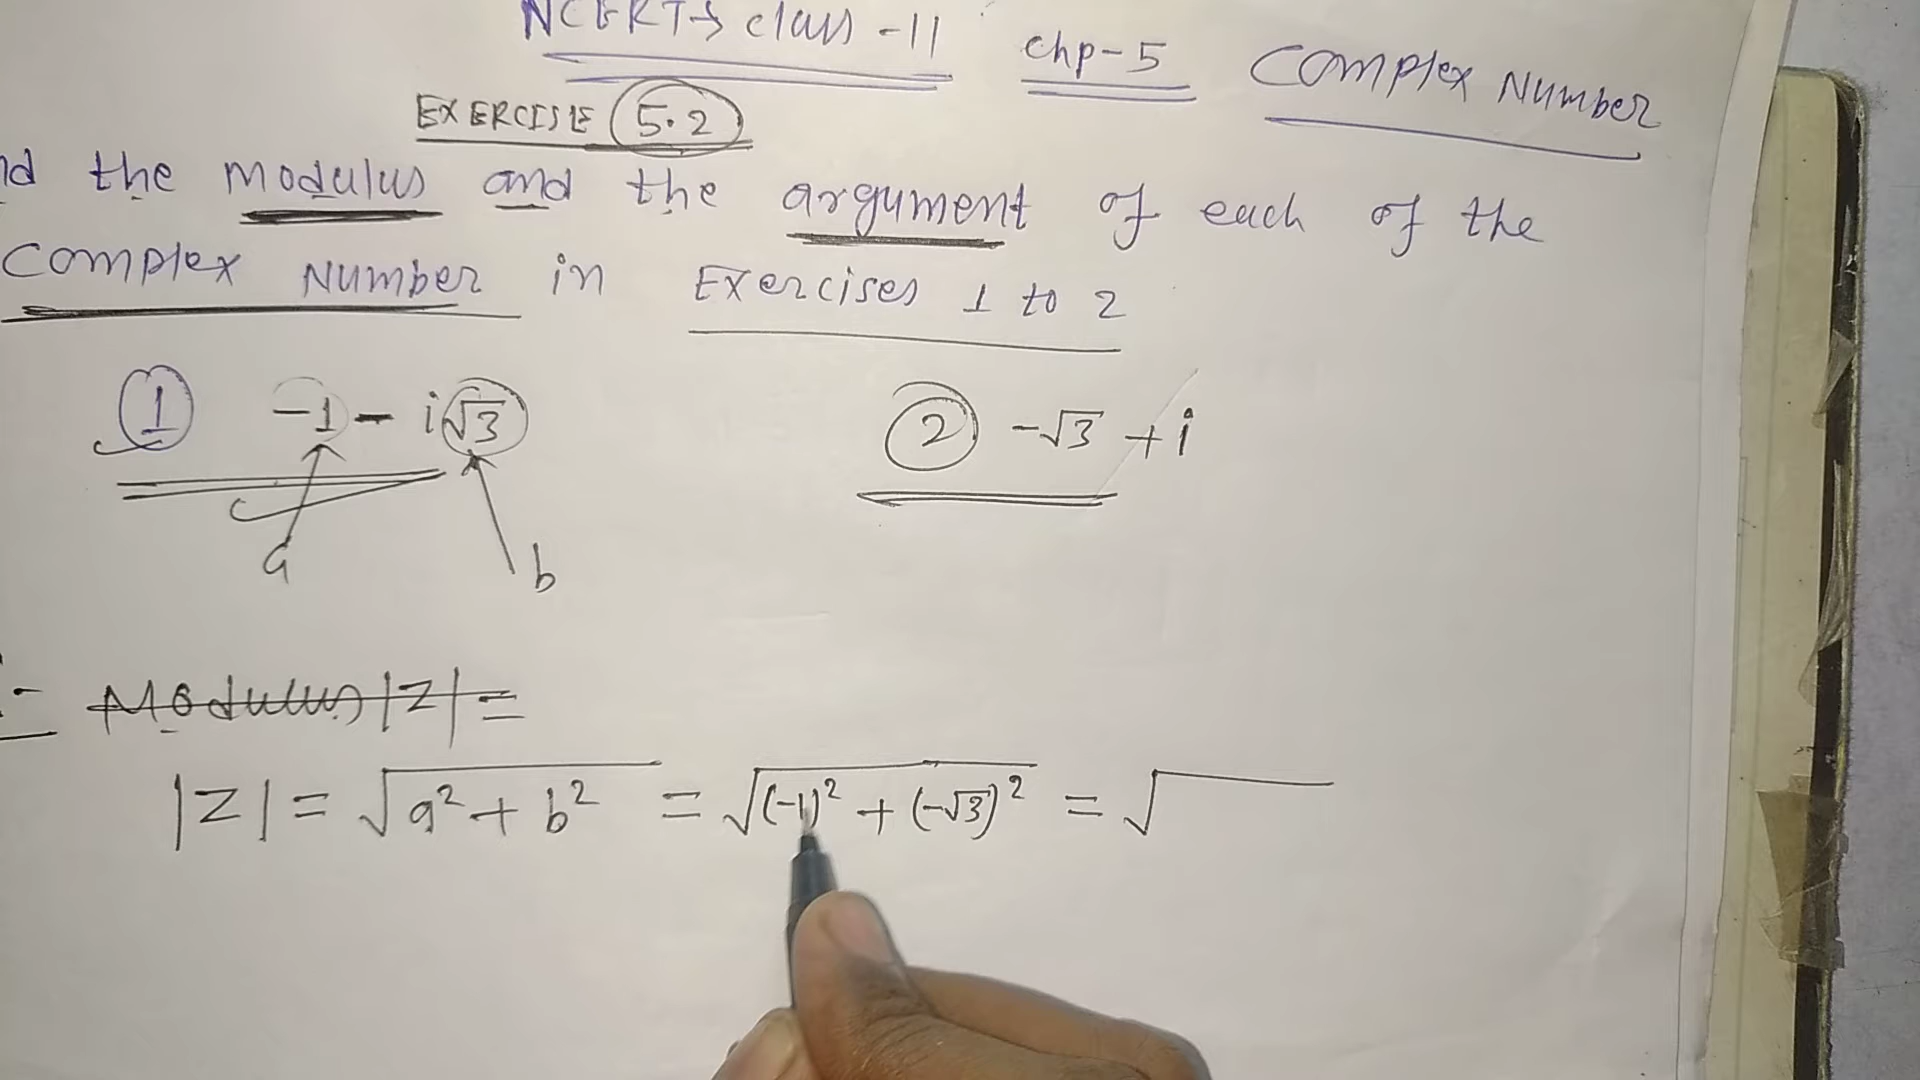 NCERT → class - 11 chp - 5 Complex Number
EXERCISE 5.2
nd the modulus and the argument of each of the
Complex Number in Exercises 1 to 2
① -1 - i√3 ② -√3 + i
a b
:- Modulus |Z| =
|Z| = √(a² + b²) = √((-1)² + (-√3)²) = √